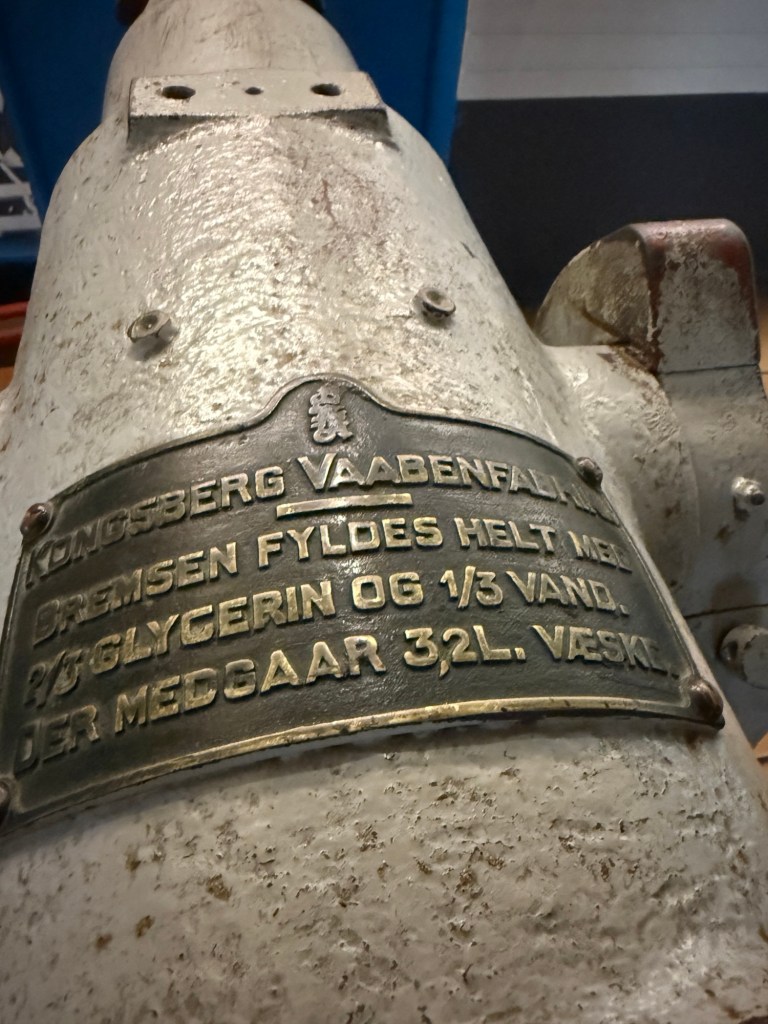 KONGSBERG VAABENFABRIK
BREMSEN FYLDES HELT MED
2/3 GLYCERIN OG 1/3 VAND.
DER MEDGAAR 3,2L. VÆSKE.